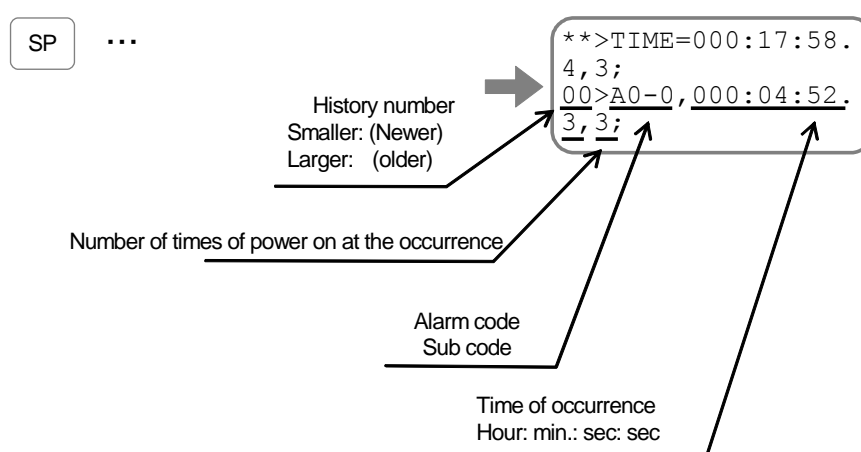 SP ...
**>TIME=000:17:58.
4,3;
00>A0-0,000:04:52.
3,3;
History number
Smaller: (Newer)
Larger: (older)
Number of times of power on at the occurrence
Alarm code
Sub code
Time of occurrence
Hour: min.: sec: sec